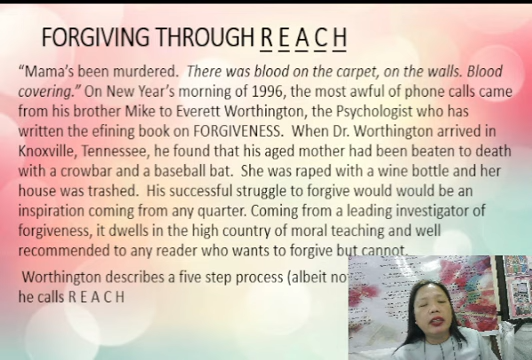 FORGIVING THROUGH R E A C H
“Mama’s been murdered. There was blood on the carpet, on the walls. Blood
covering.” On New Year’s morning of 1996, the most awful of phone calls came
from his brother Mike to Everett Worthington, the Psychologist who has
written the efining book on FORGIVENESS. When Dr. Worthington arrived in
Knoxville, Tennessee, he found that his aged mother had been beaten to death
with a crowbar and a baseball bat. She was raped with a wine bottle and her
house was trashed. His successful struggle to forgive would would be an
inspiration coming from any quarter. Coming from a leading investigator of
forgiveness, it dwells in the high country of moral teaching and well
recommended to any reader who wants to forgive but cannot.
Worthington describes a five step process (albeit no
he calls R E A C H